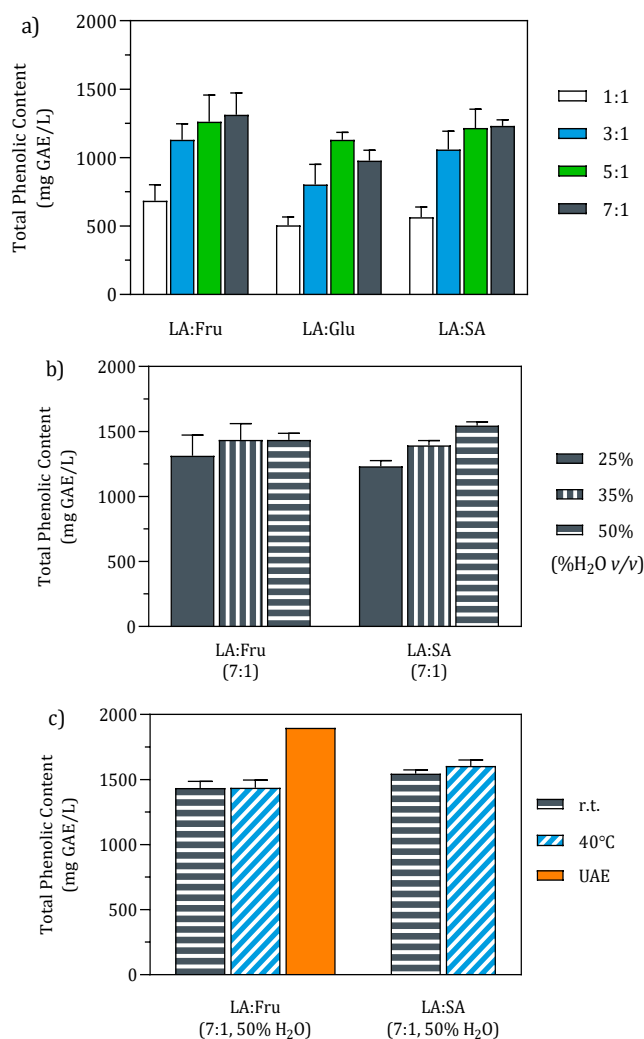 a)
Total Phenolic Content
(mg GAE/L)
2000
1500
1000
500
0
LA:Fru
LA:Glu
LA:SA
1:1
3:1
5:1
7:1
b)
Total Phenolic Content
(mg GAE/L)
2000
1500
1000
500
0
LA:Fru
(7:1)
LA:SA
(7:1)
25%
35%
50%
(%H₂O v/v)
c)
Total Phenolic Content
(mg GAE/L)
2000
1500
1000
500
0
LA:Fru
(7:1, 50% H₂O)
LA:SA
(7:1, 50% H₂O)
r.t.
40°C
UAE